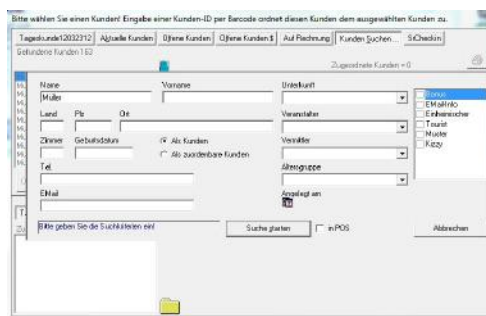 Bitte wählen Sie einen Kunden! Eingabe einer Kunden-ID per Barcode ordnet diesen Kunden dem ausgewählten Kunden zu.
Tageskunde12032312 Aktuelle Kunden Offene Kunden Offene Kunden $ Auf Rechnung Kunden Suchen... SiCheckin
Gefundene Kunden 163
Zugeordnete Kunden = 0
Name Vorname Unterkunft
Müller
Bonus
EMailInfo
Einheimischer
Tourist
Muster
Kizzy
Land Plz Ort Veranstalter
Zimmer Geburtsdatum Als Kunden Vermittler
Als zuordenbare Kunden
Tel. Altersgruppe
EMail Angelegt am
Bitte geben Sie die Suchkriterien ein! Suche starten in POS Abbrechen